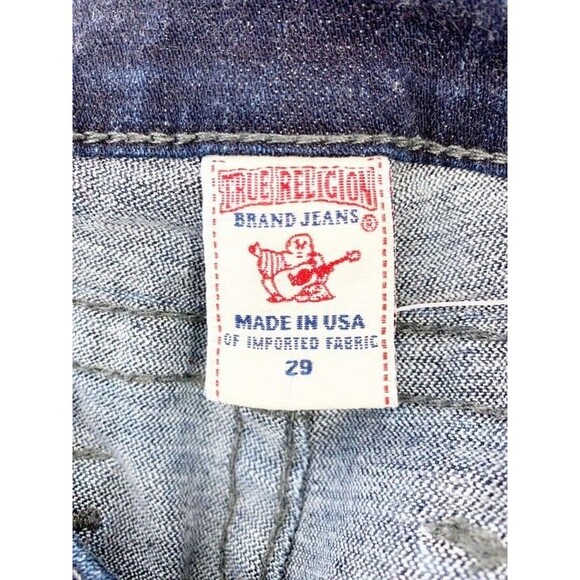 TRUE RELIGION
BRAND JEANS ®
MADE IN USA
OF IMPORTED FABRIC
29